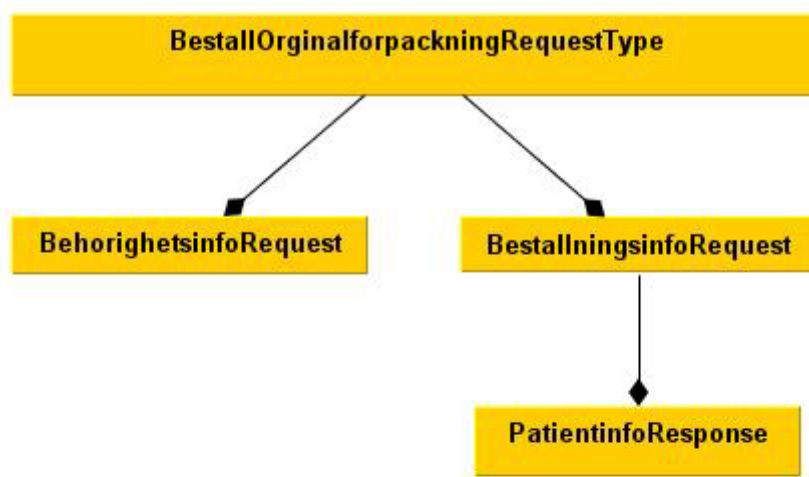 BestallOrginalforpackningRequestType
BehorighetsinfoRequest
BestallningsinfoRequest
PatientinfoResponse